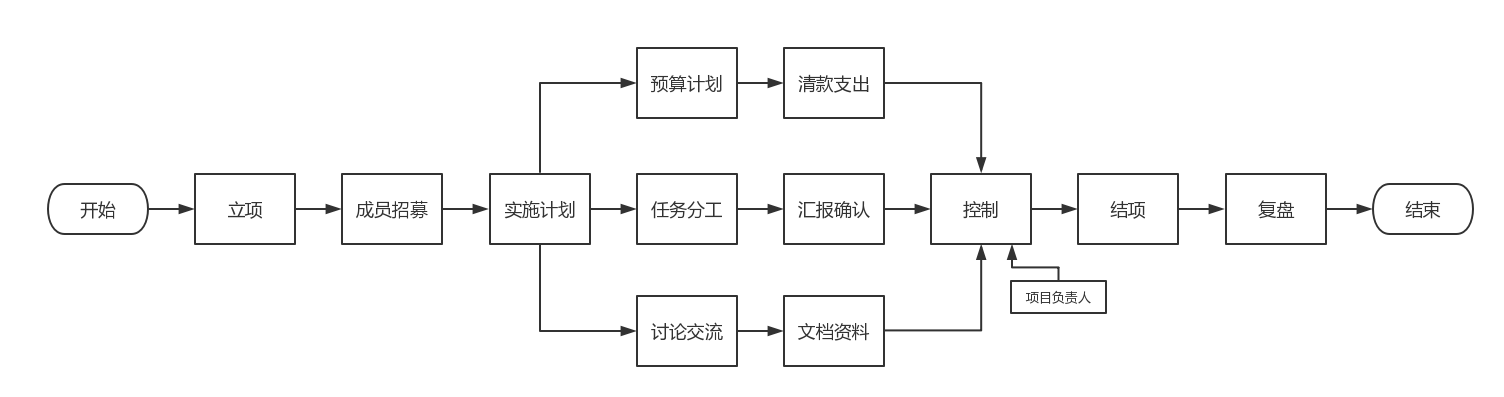 预算计划
清款支出
开始
立项
成员招募
实施计划
任务分工
汇报确认
控制
结项
复盘
结束
项目负责人
讨论交流
文档资料